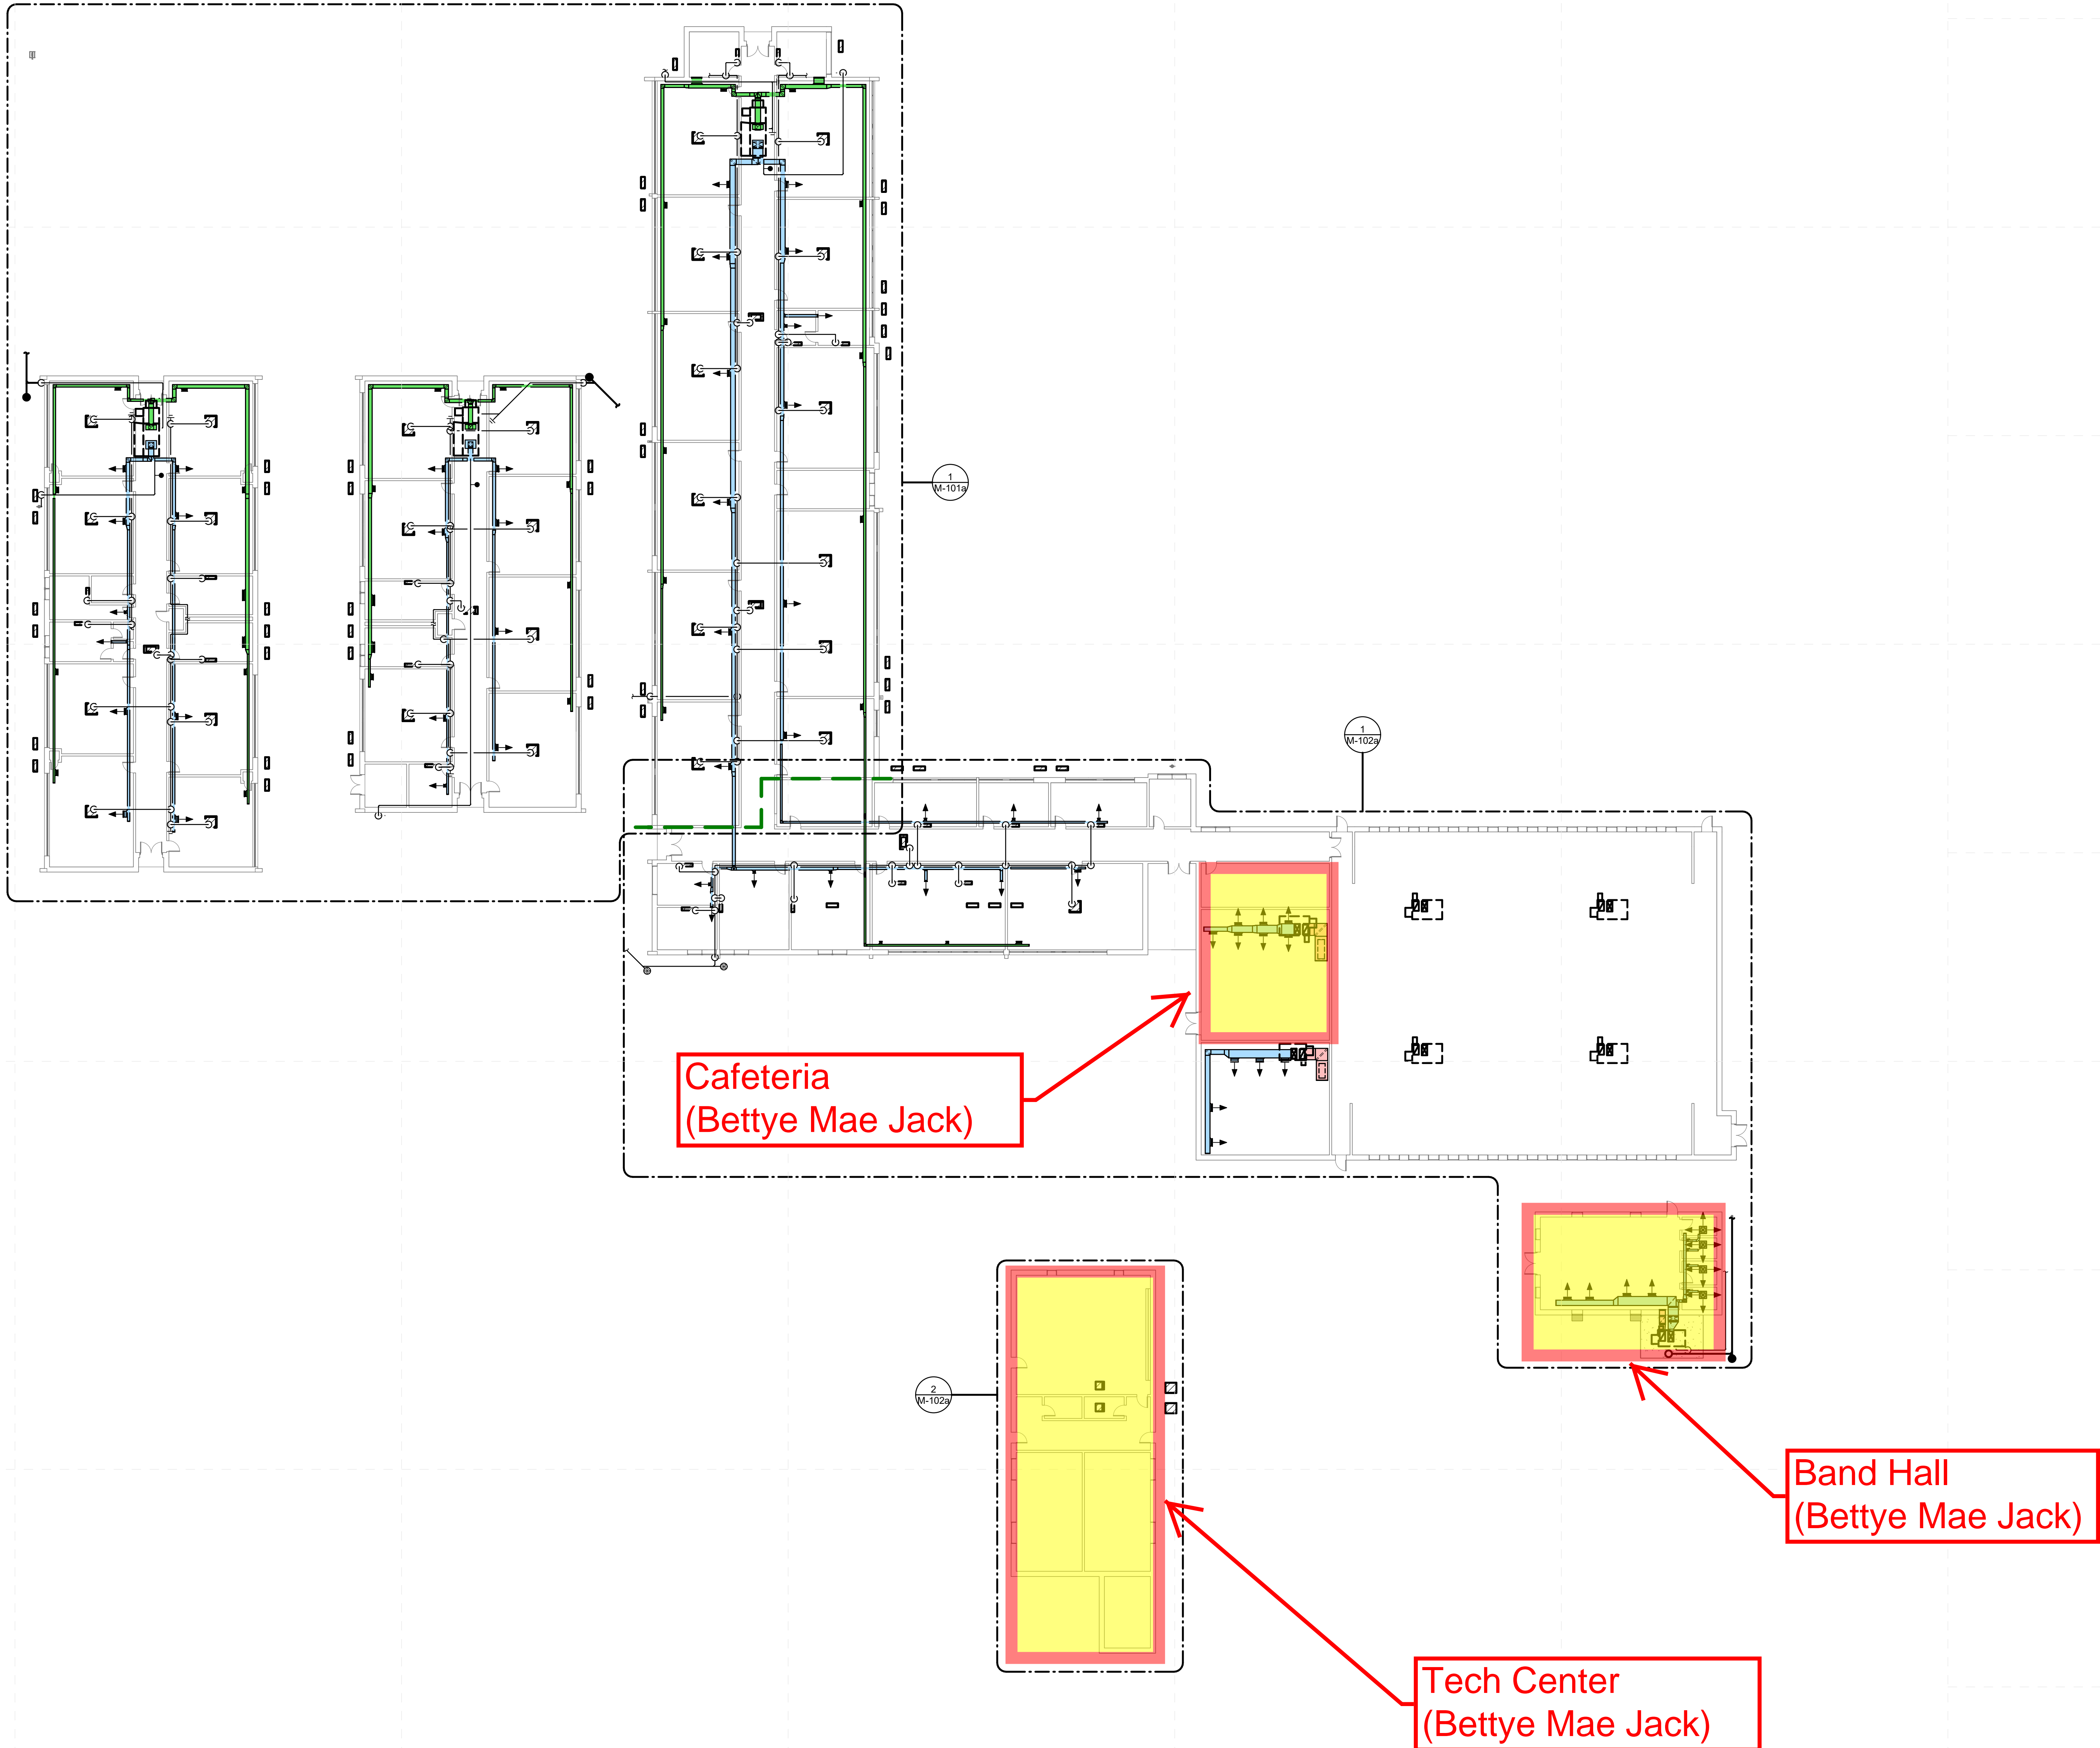 1
M-101a
1
M-102a
Cafeteria
(Bettye Mae Jack)
2
M-102a
Band Hall
(Bettye Mae Jack)
Tech Center
(Bettye Mae Jack)